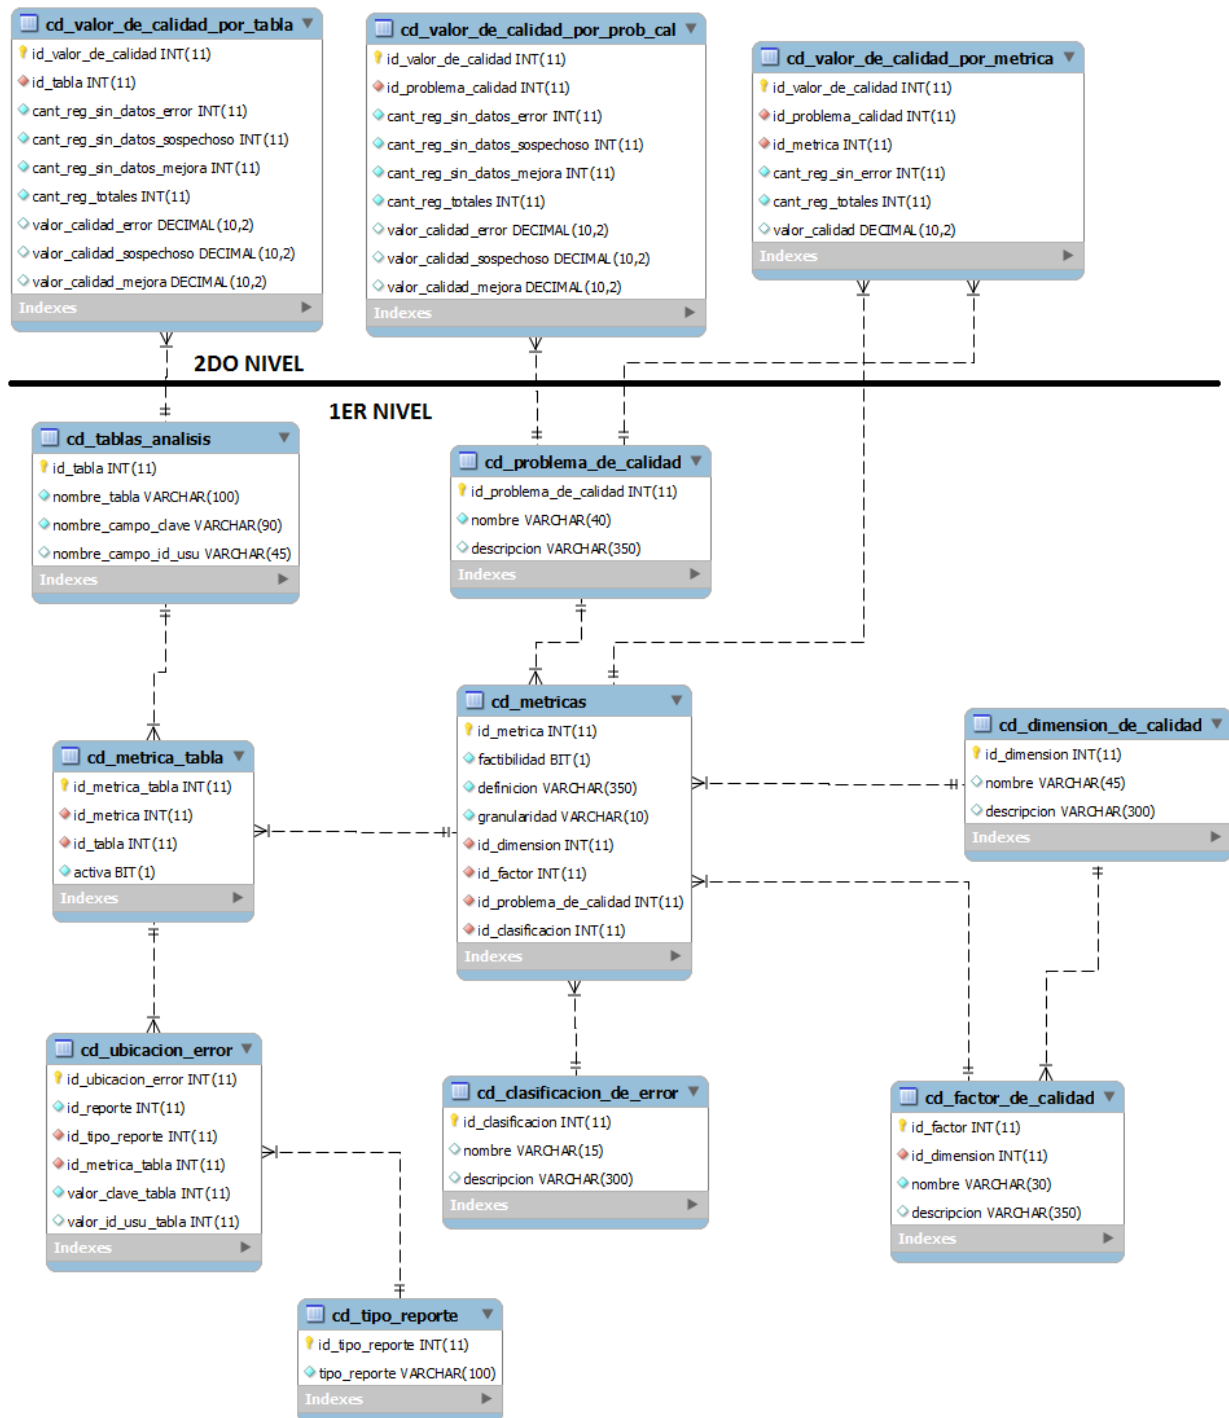 cd_valor_de_calidad_por_tabla
id_valor_de_calidad INT(11)
id_tabla INT(11)
cant_reg_sin_datos_error INT(11)
cant_reg_sin_datos_sospechoso INT(11)
cant_reg_sin_datos_mejora INT(11)
cant_reg_totales INT(11)
valor_calidad_error DECIMAL(10,2)
valor_calidad_sospechoso DECIMAL(10,2)
valor_calidad_mejora DECIMAL(10,2)
Indexes
cd_valor_de_calidad_por_prob_cal
id_valor_de_calidad INT(11)
id_problema_calidad INT(11)
cant_reg_sin_datos_error INT(11)
cant_reg_sin_datos_sospechoso INT(11)
cant_reg_sin_datos_mejora INT(11)
cant_reg_totales INT(11)
valor_calidad_error DECIMAL(10,2)
valor_calidad_sospechoso DECIMAL(10,2)
valor_calidad_mejora DECIMAL(10,2)
Indexes
cd_valor_de_calidad_por_metrica
id_valor_de_calidad INT(11)
id_problema_calidad INT(11)
id_metrica INT(11)
cant_reg_sin_error INT(11)
cant_reg_totales INT(11)
valor_calidad DECIMAL(10,2)
Indexes
2DO NIVEL
1ER NIVEL
cd_tablas_analisis
id_tabla INT(11)
nombre_tabla VARCHAR(100)
nombre_campo_clave VARCHAR(90)
nombre_campo_id_usu VARCHAR(45)
Indexes
cd_problema_de_calidad
id_problema_de_calidad INT(11)
nombre VARCHAR(40)
descripcion VARCHAR(350)
Indexes
cd_metrica_tabla
id_metrica_tabla INT(11)
id_metrica INT(11)
id_tabla INT(11)
activa BIT(1)
Indexes
cd_metricas
id_metrica INT(11)
factibilidad BIT(1)
definicion VARCHAR(350)
granularidad VARCHAR(10)
id_dimension INT(11)
id_factor INT(11)
id_problema_de_calidad INT(11)
id_clasificacion INT(11)
Indexes
cd_dimension_de_calidad
id_dimension INT(11)
nombre VARCHAR(45)
descripcion VARCHAR(300)
Indexes
cd_ubicacion_error
id_ubicacion_error INT(11)
id_reporte INT(11)
id_tipo_reporte INT(11)
id_metrica_tabla INT(11)
valor_clave_tabla INT(11)
valor_id_usu_tabla INT(11)
Indexes
cd_clasificacion_de_error
id_clasificacion INT(11)
nombre VARCHAR(15)
descripcion VARCHAR(300)
Indexes
cd_factor_de_calidad
id_factor INT(11)
id_dimension INT(11)
nombre VARCHAR(30)
descripcion VARCHAR(350)
Indexes
cd_tipo_reporte
id_tipo_reporte INT(11)
tipo_reporte VARCHAR(100)
Indexes